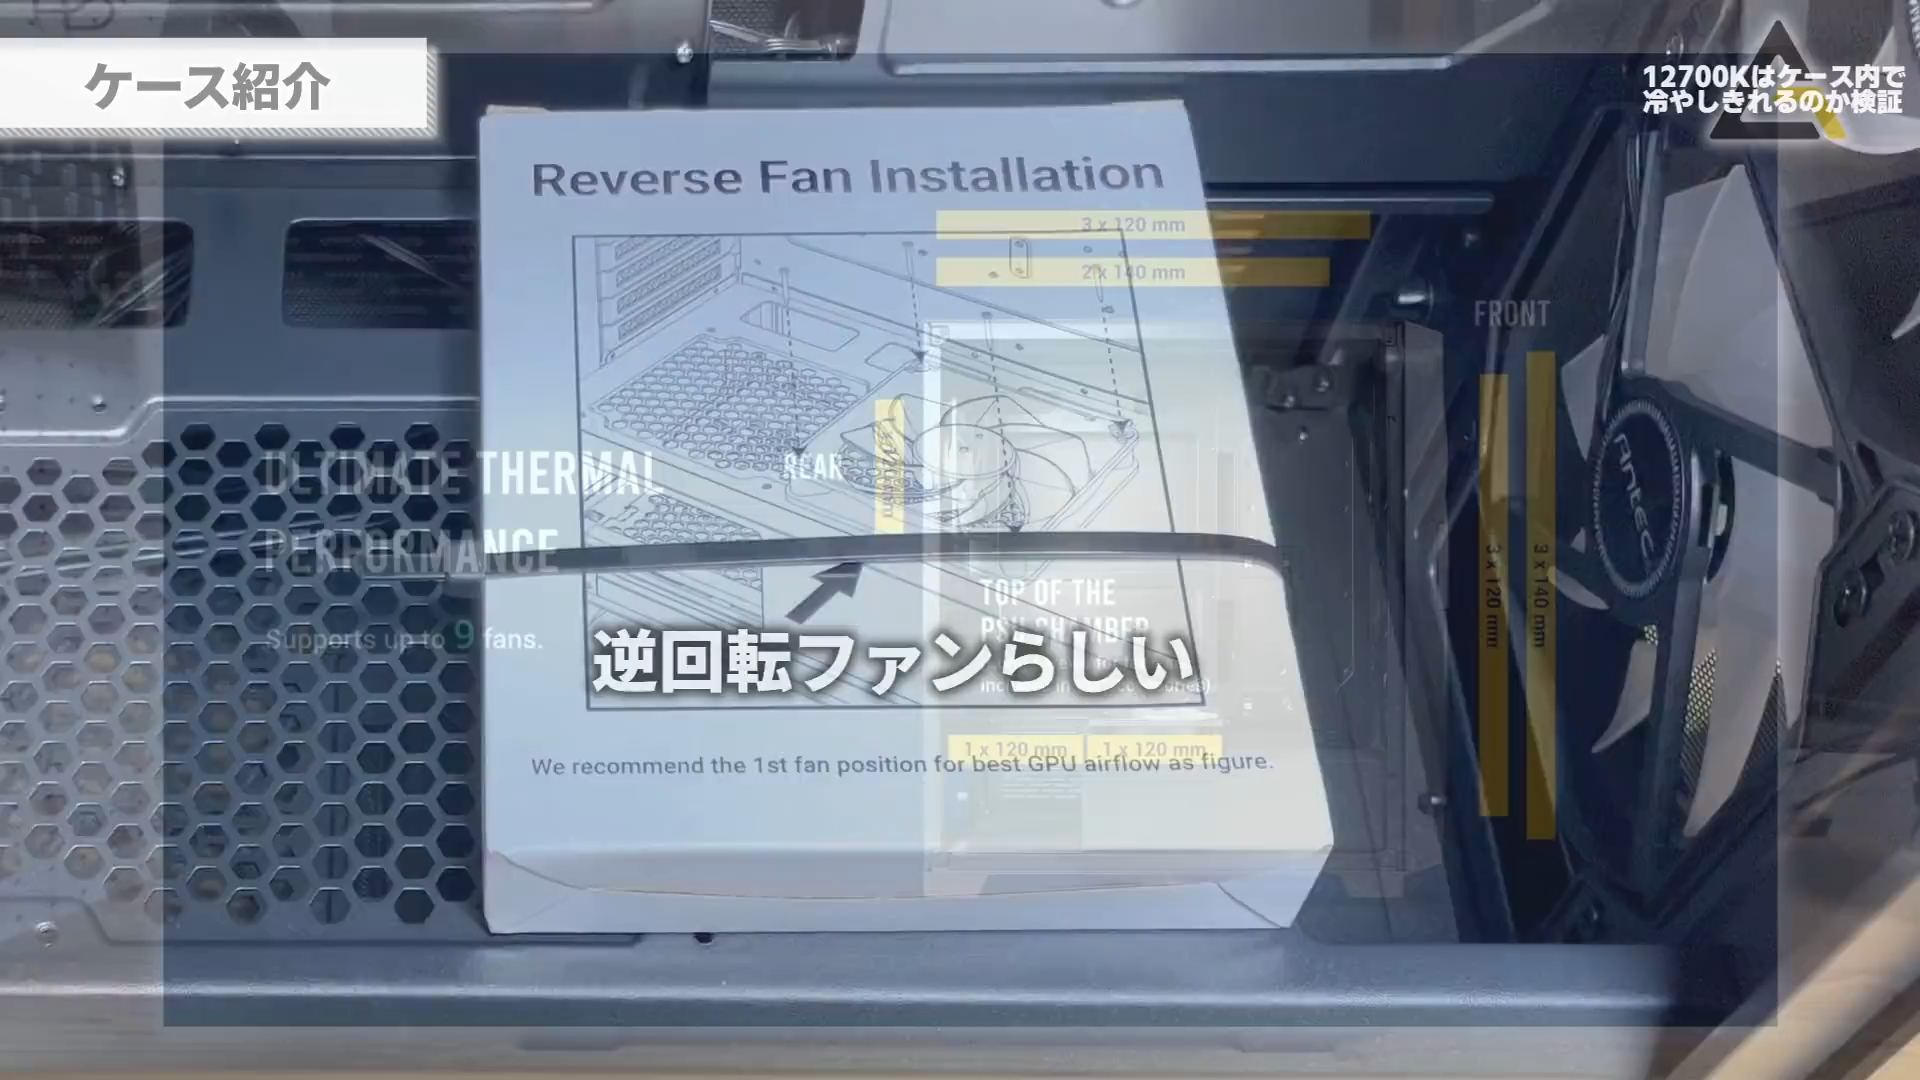 ケース紹介
12700Kはケース内で
冷やしきれるのか検証
Reverse Fan Installation
3 x 120 mm
2 x 140 mm
FRONT
ULTIMATE THERMAL
PERFORMANCE
REAR
Antec
3 x 120 mm
3 x 140 mm
TOP OF THE
PSU CHAMBER
Supports up to 9 fans.
逆回転ファンらしい
1 x 120 mm
1 x 120 mm
We recommend the 1st fan position for best GPU airflow as figure.